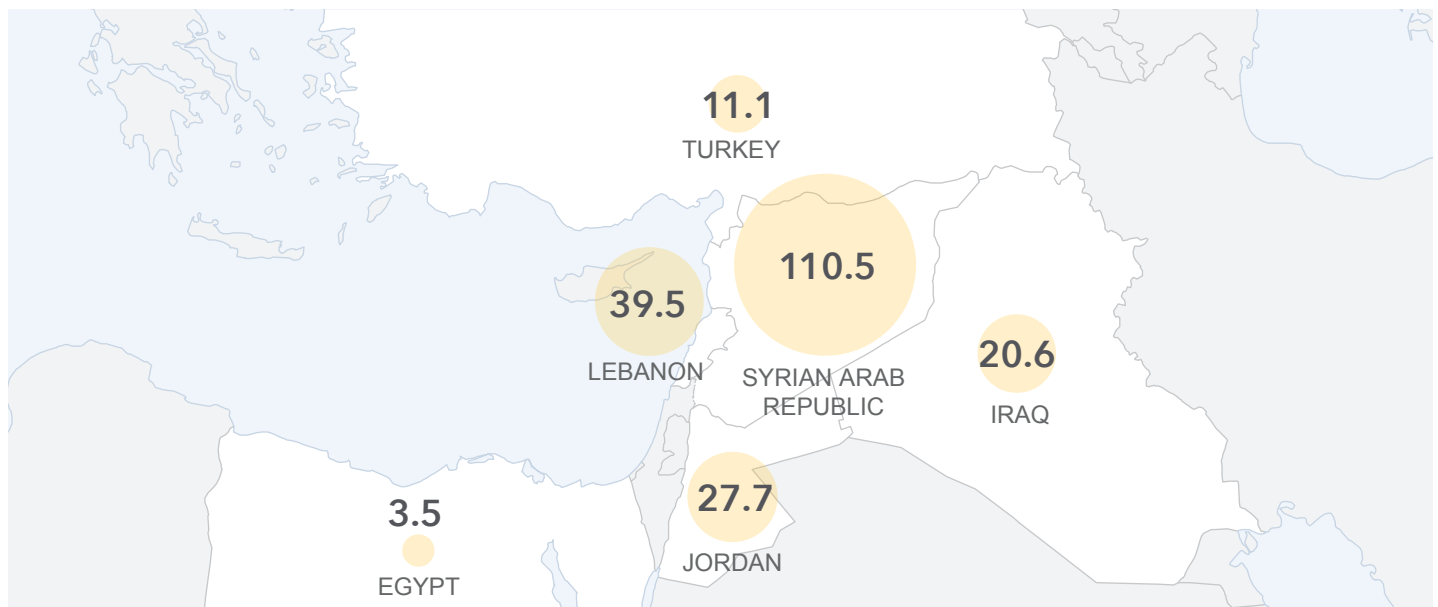 11.1
TURKEY
110.5
SYRIAN ARAB
REPUBLIC
39.5
LEBANON
20.6
IRAQ
27.7
JORDAN
3.5
EGYPT